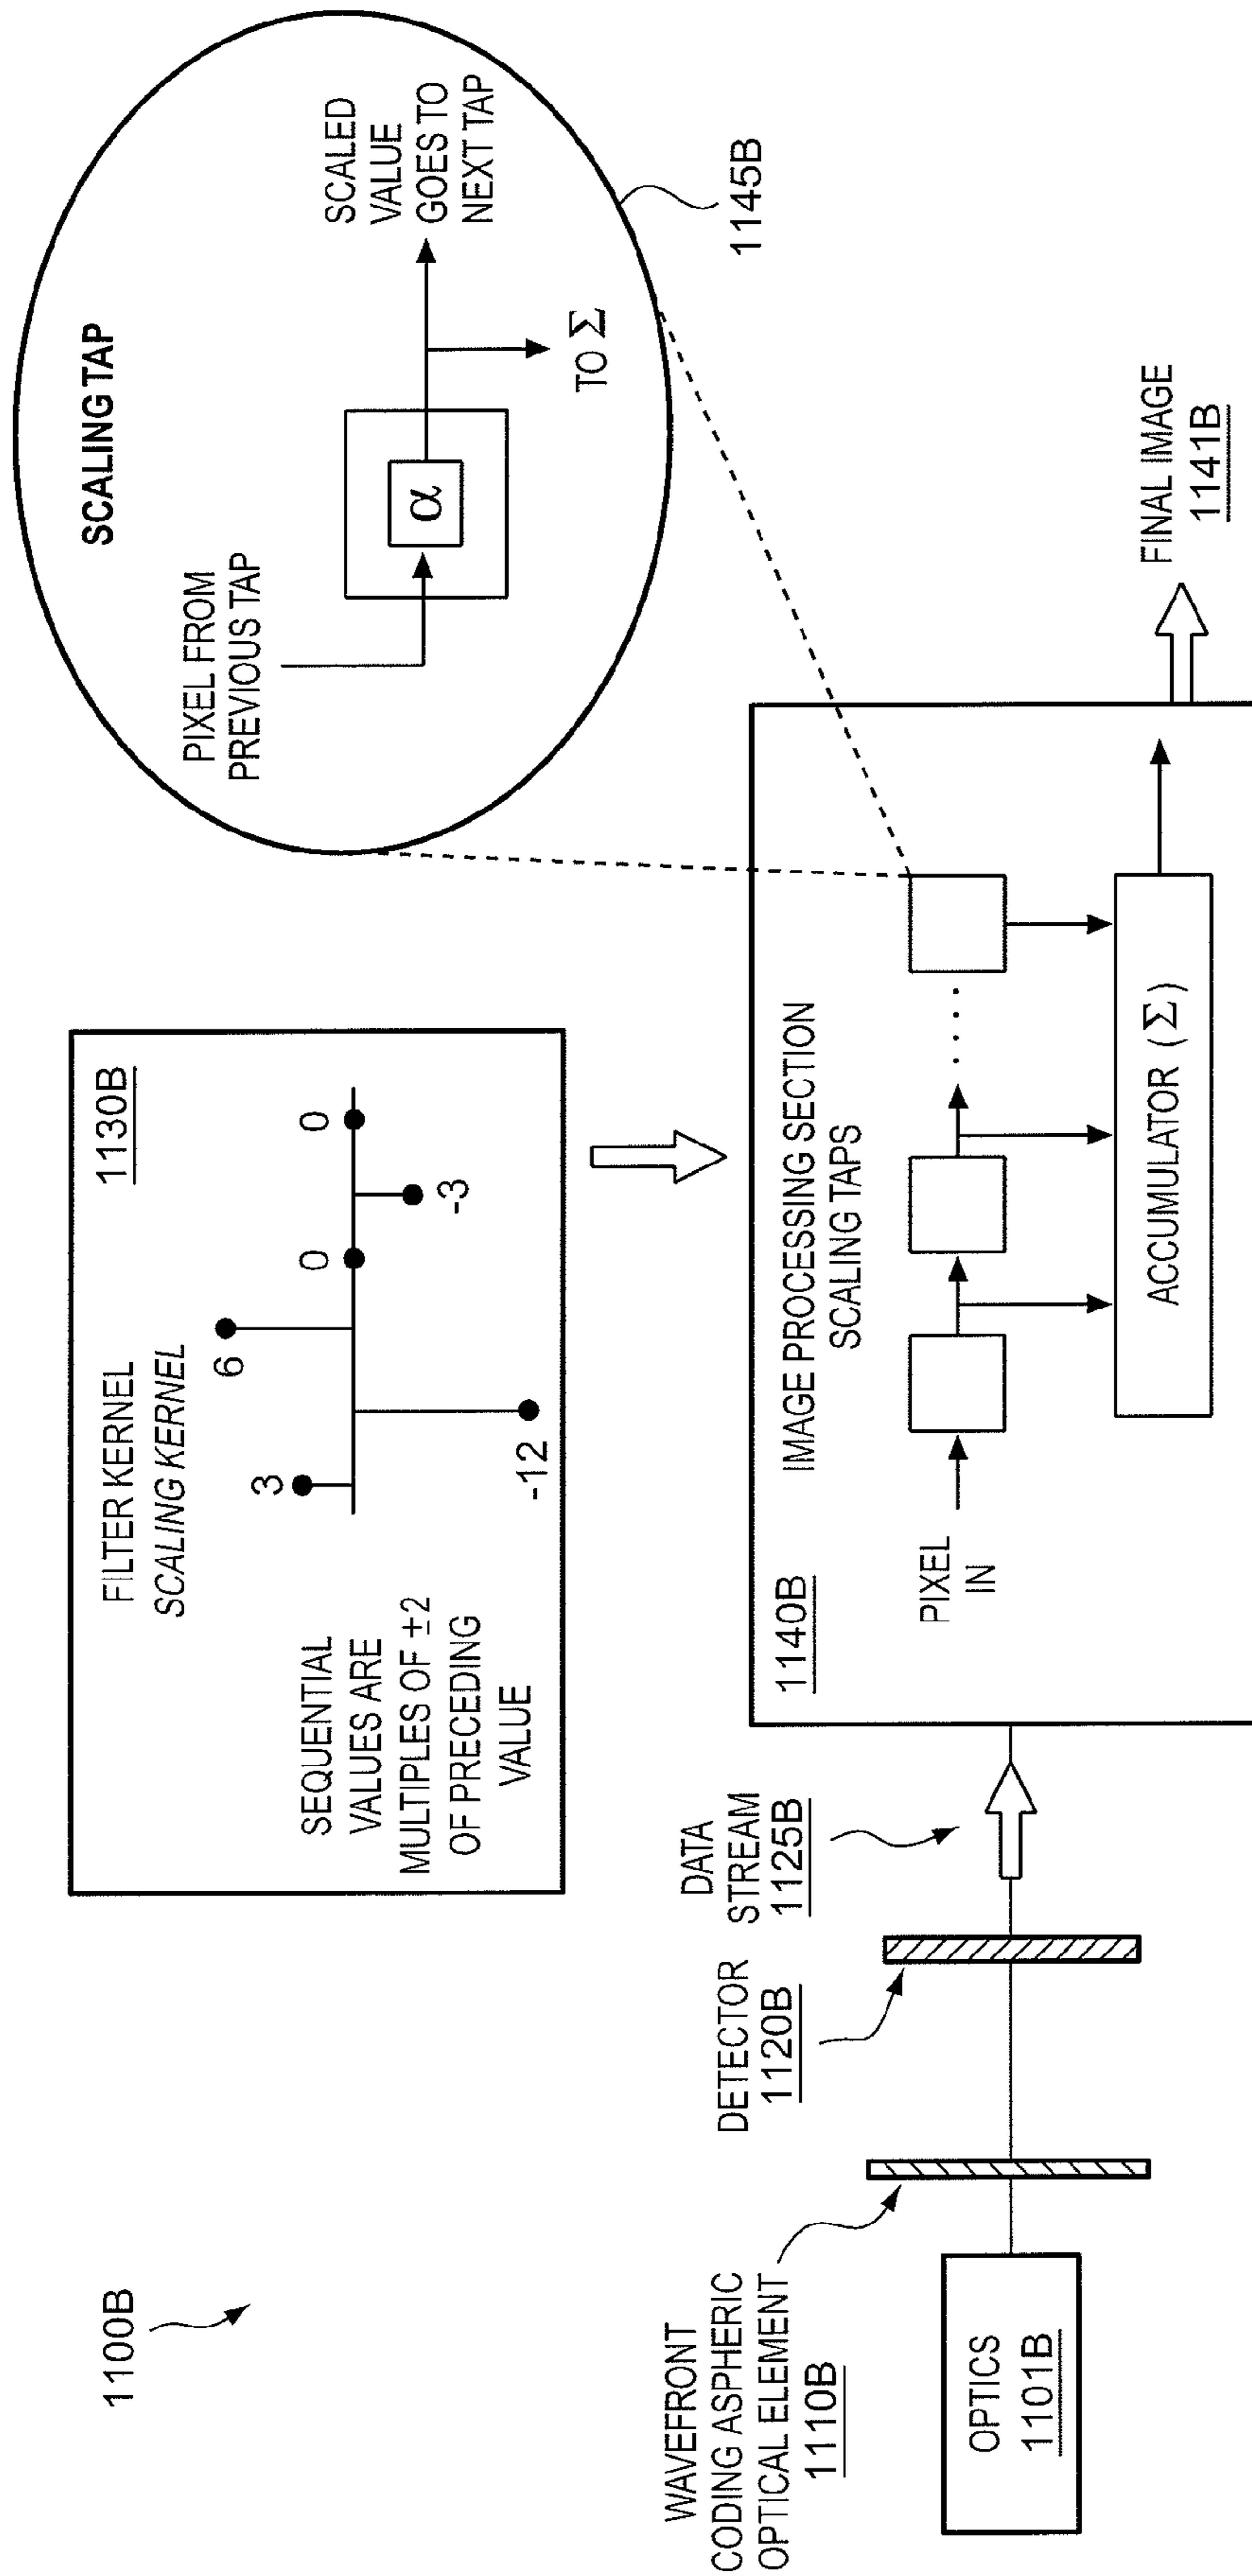 1100B
FILTER KERNEL
SCALING KERNEL
1130B
3
-12
6
0
-3
0
SEQUENTIAL
VALUES ARE
MULTIPLES OF ±2
OF PRECEDING
VALUE
SCALING TAP
PIXEL FROM
PREVIOUS TAP
α
SCALED
VALUE
GOES TO
NEXT TAP
TO Σ
1145B
WAVEFRONT
CODING ASPHERIC
OPTICAL ELEMENT
1110B
OPTICS
1101B
DETECTOR
1120B
DATA
STREAM
1125B
1140B
IMAGE PROCESSING SECTION
SCALING TAPS
PIXEL
IN
. . . .
ACCUMULATOR (Σ)
FINAL IMAGE
1141B